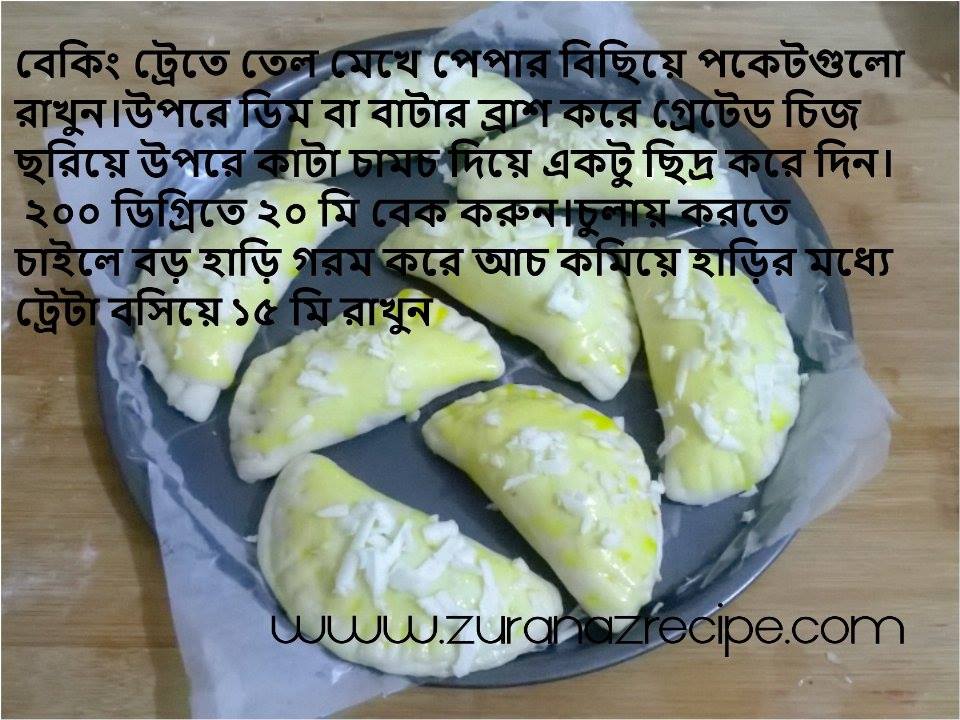 বেকিং ট্রেতে তেল মেখে পেপার বিছিয়ে পকেটগুলো
রাখুন।উপরে ডিম বা বাটার ব্রাশ করে গ্রেটেড চিজ
ছরিয়ে উপরে কাটা চামচ দিয়ে একটু ছিদ্র করে দিন।
২০০ ডিগ্রিতে ২০ মি বেক করুন।চুলায় করতে
চাইলে বড় হাড়ি গরম করে আচ কমিয়ে হাড়ির মধ্যে
ট্রেটা বসিয়ে ১৫ মি রাখুন
www.zuranazrecipe.com